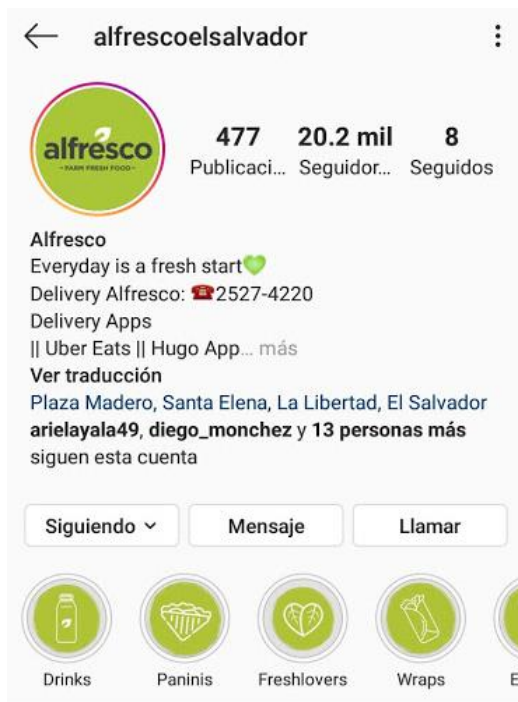 alfrescoelsalvador
alfresco
- FARM FRESH FOOD -
477 20.2 mil 8
Publicaci... Seguidor... Seguidos
Alfresco
Everyday is a fresh start💚
Delivery Alfresco: ☎️2527-4220
Delivery Apps
|| Uber Eats || Hugo App... más
Ver traducción
Plaza Madero, Santa Elena, La Libertad, El Salvador
arielayala49, diego_monchez y 13 personas más
siguen esta cuenta
Siguiendo Mensaje Llamar
Drinks Paninis Freshlovers Wraps E